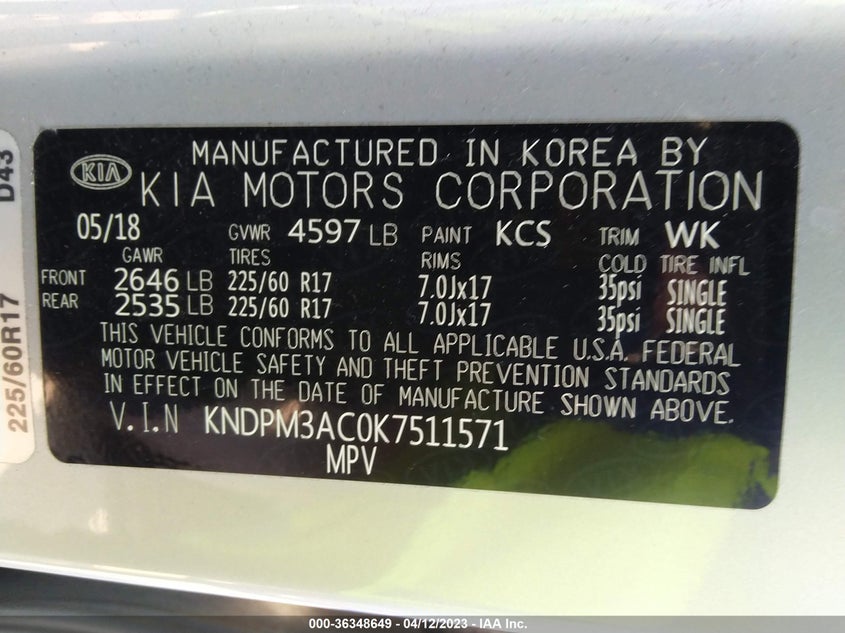 MANUFACTURED IN KOREA BY
KIA KIA MOTORS CORPORATION
05/18 GVWR 4597 LB PAINT KCS TRIM WK
GAWR TIRES RIMS COLD TIRE INFL
FRONT 2646 LB 225/60 R17 7.0Jx17 35psi SINGLE
REAR 2535 LB 225/60 R17 7.0Jx17 35psi SINGLE
THIS VEHICLE CONFORMS TO ALL APPLICABLE U.S.A. FEDERAL
MOTOR VEHICLE SAFETY AND THEFT PREVENTION STANDARDS
IN EFFECT ON THE DATE OF MANUFACTURE SHOWN ABOVE.
V.I.N KNDPM3AC0K7511571
MPV
225/60R17 D43
000-36348649 - 04/12/2023 - IAA Inc.